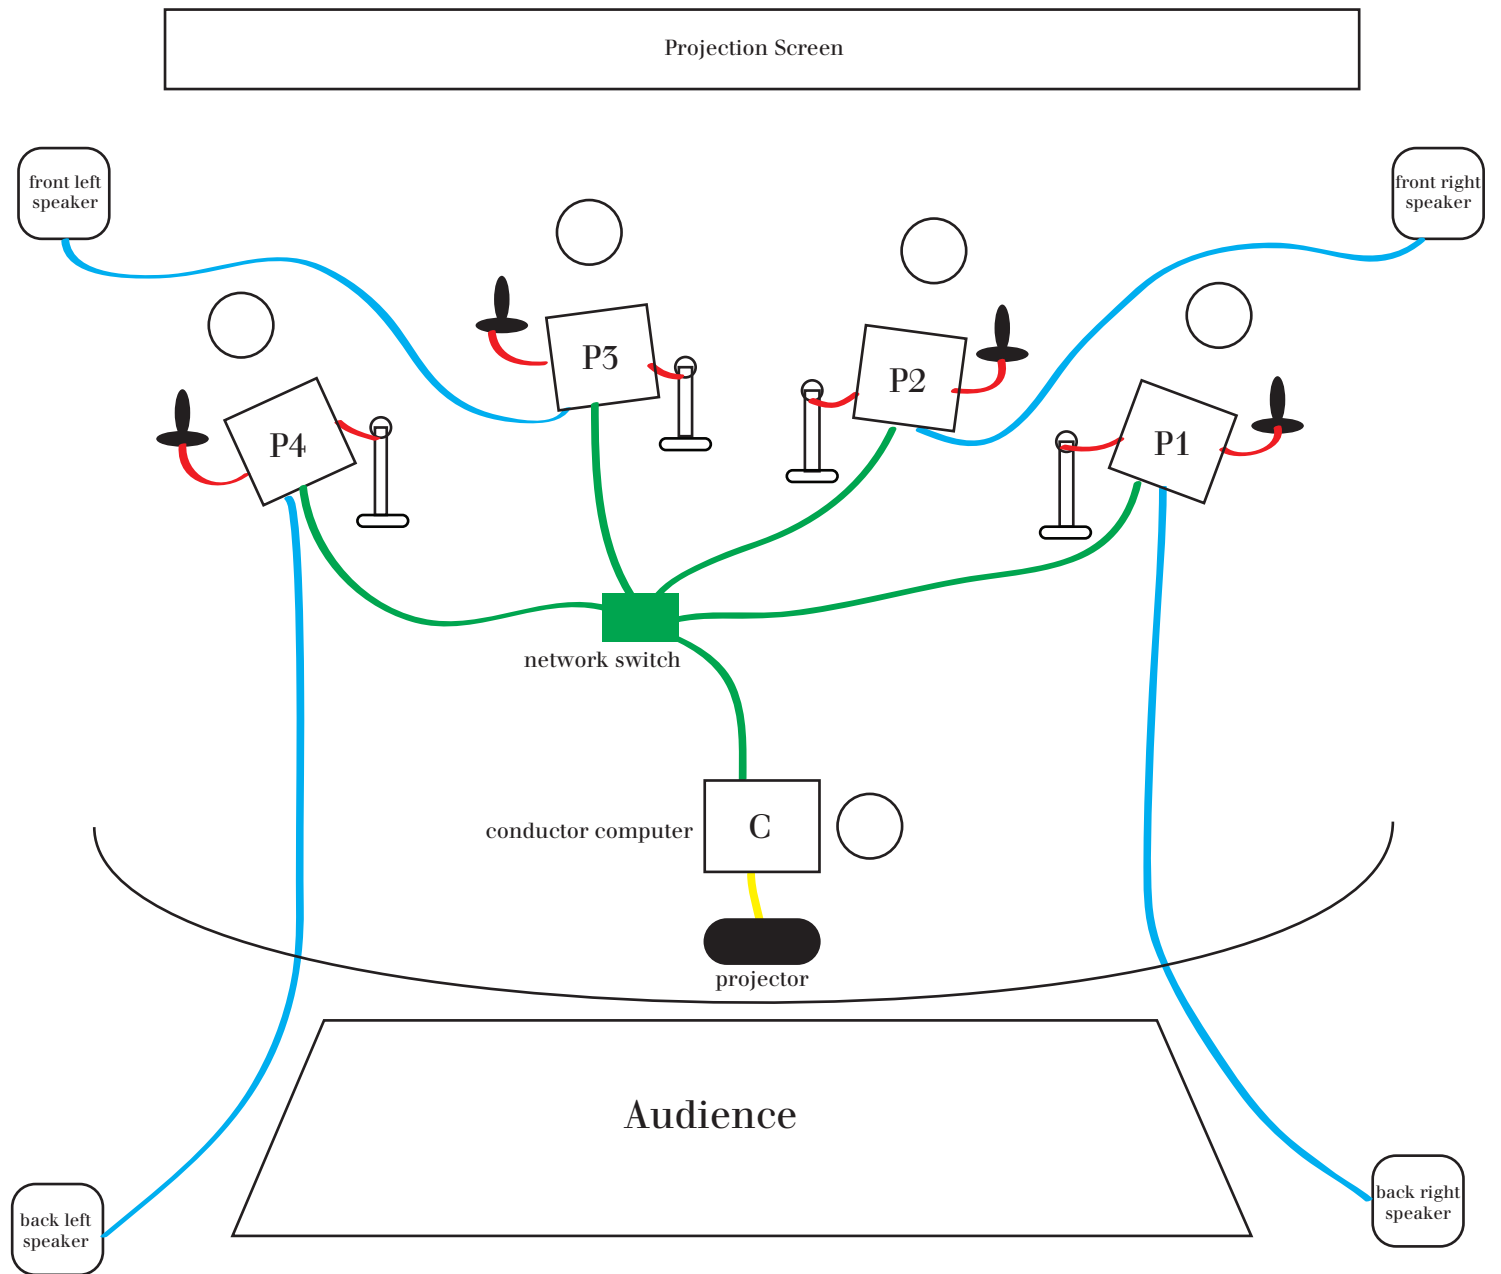 Projection Screen
front left
speaker
front right
speaker
P3
P2
P4
P1
network switch
conductor computer
C
projector
Audience
back left
speaker
back right
speaker